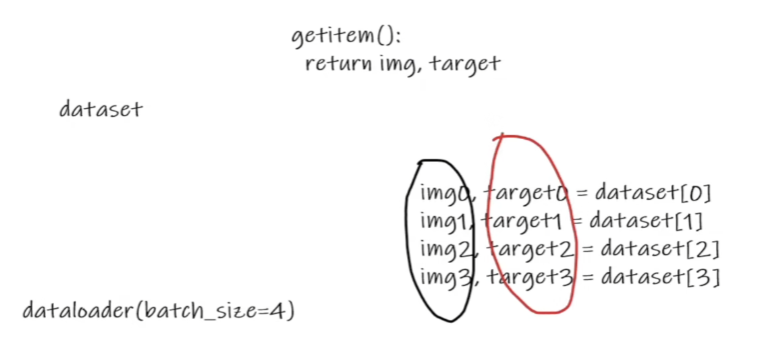 getitem():
return img, target
dataset
img0, target0 = dataset[0]
img1, target1 = dataset[1]
img2, target2 = dataset[2]
img3, target3 = dataset[3]
dataloader(batch_size=4)